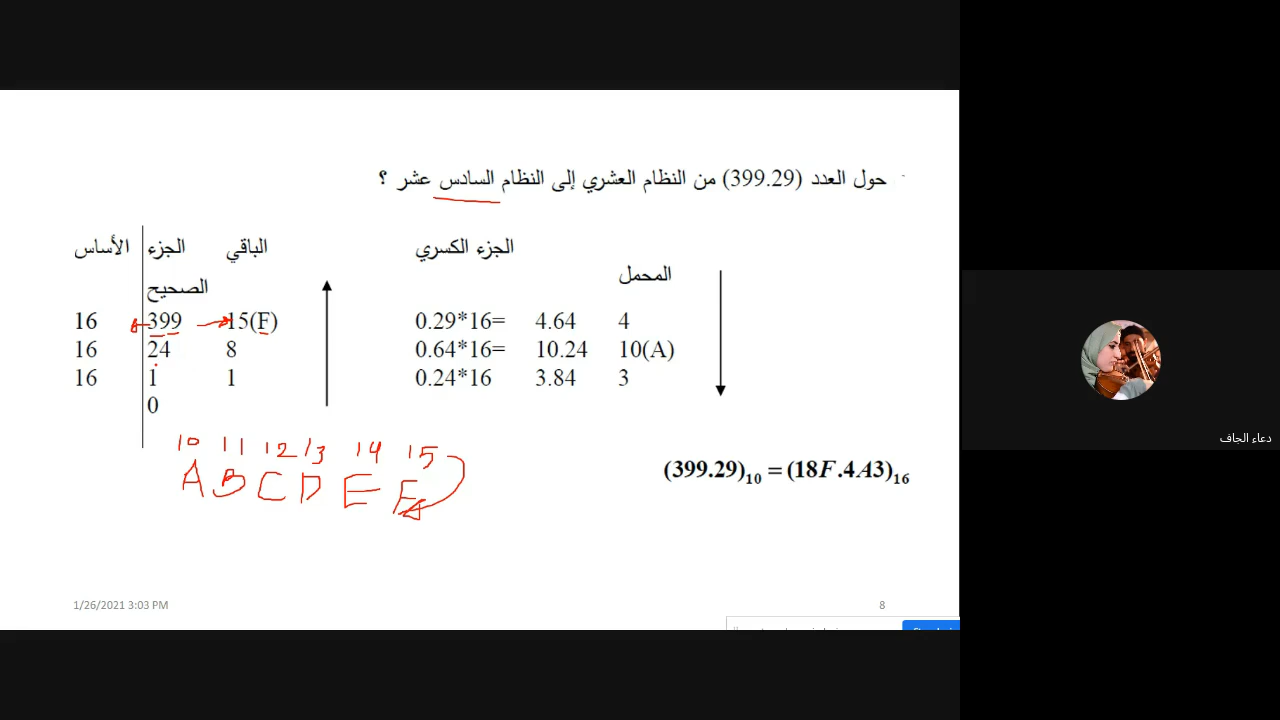 حول العدد (399.29) من النظام العشري إلى النظام السادس عشر ؟
الأساس الجزء الباقي
الصحيح
16 399 15(F)
16 24 8
16 1 1
0
الجزء الكسري
المحمل
0.29*16= 4.64 4
0.64*16= 10.24 10(A)
0.24*16 3.84 3
10 11 12 13 14 15
A B C D E F
(399.29)10 = (18F.4A3)16
1/26/2021 3:03 PM
8
دعاء الجاف